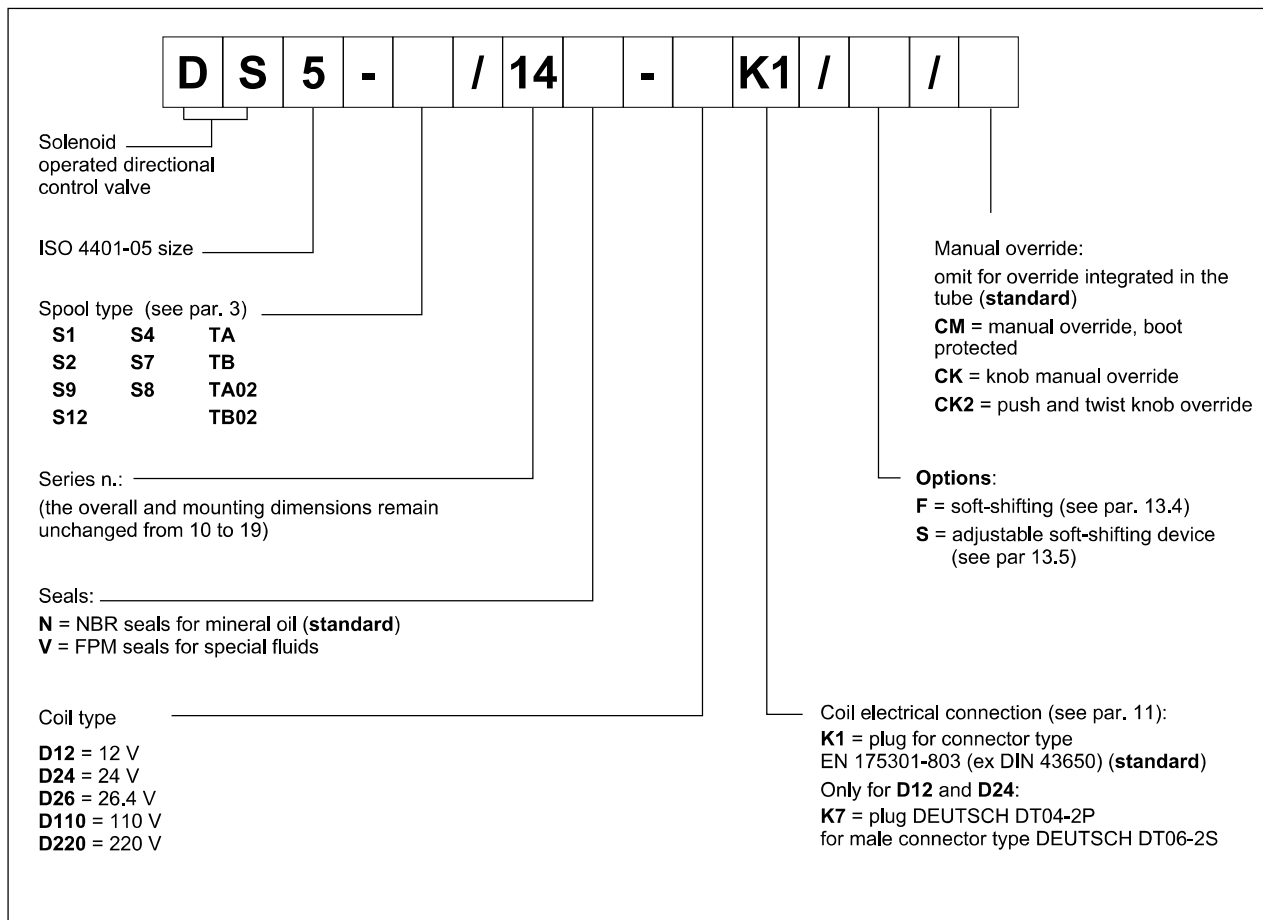 D S 5 - / 14 - K1 / /
Solenoid
operated directional
control valve
ISO 4401-05 size
Spool type (see par. 3)
S1 S4 TA
S2 S7 TB
S9 S8 TA02
S12 TB02
Series n.:
(the overall and mounting dimensions remain
unchanged from 10 to 19)
Seals:
N = NBR seals for mineral oil (standard)
V = FPM seals for special fluids
Coil type
D12 = 12 V
D24 = 24 V
D26 = 26.4 V
D110 = 110 V
D220 = 220 V
Manual override:
omit for override integrated in the
tube (standard)
CM = manual override, boot
protected
CK = knob manual override
CK2 = push and twist knob override
Options:
F = soft-shifting (see par. 13.4)
S = adjustable soft-shifting device
(see par 13.5)
Coil electrical connection (see par. 11):
K1 = plug for connector type
EN 175301-803 (ex DIN 43650) (standard)
Only for D12 and D24:
K7 = plug DEUTSCH DT04-2P
for male connector type DEUTSCH DT06-2S